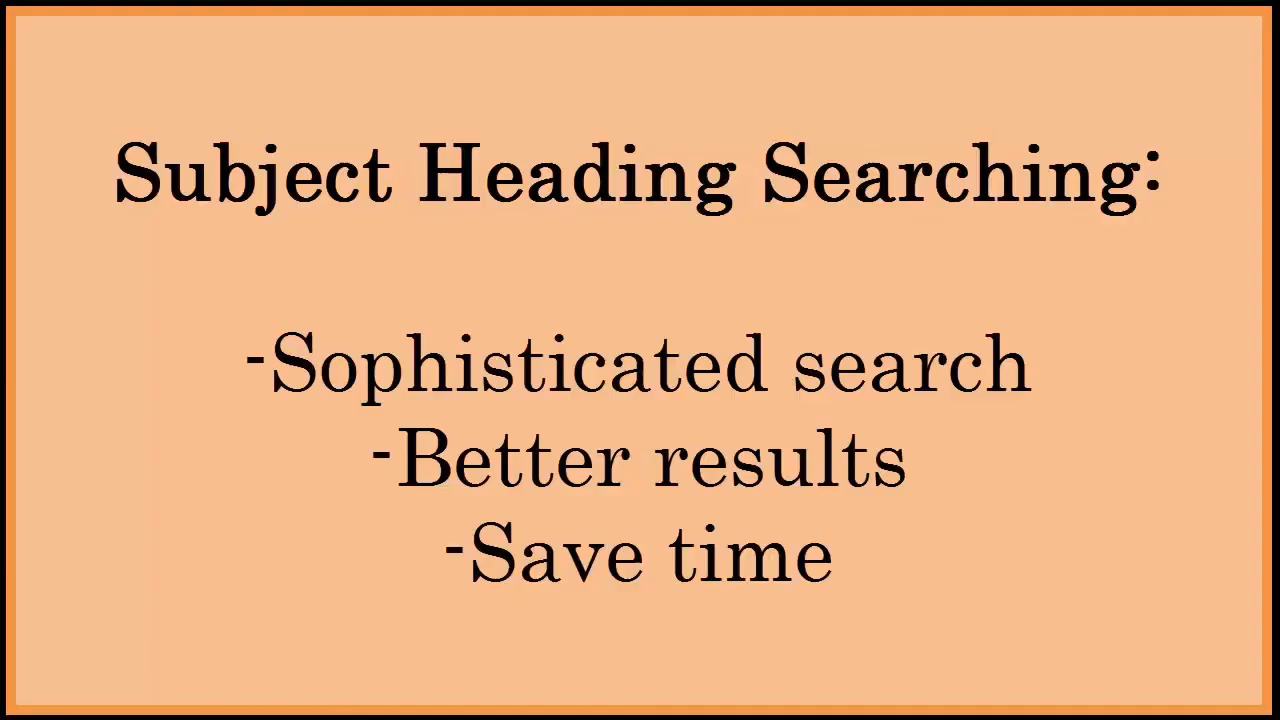 Subject Heading Searching:
-Sophisticated search
-Better results
-Save time